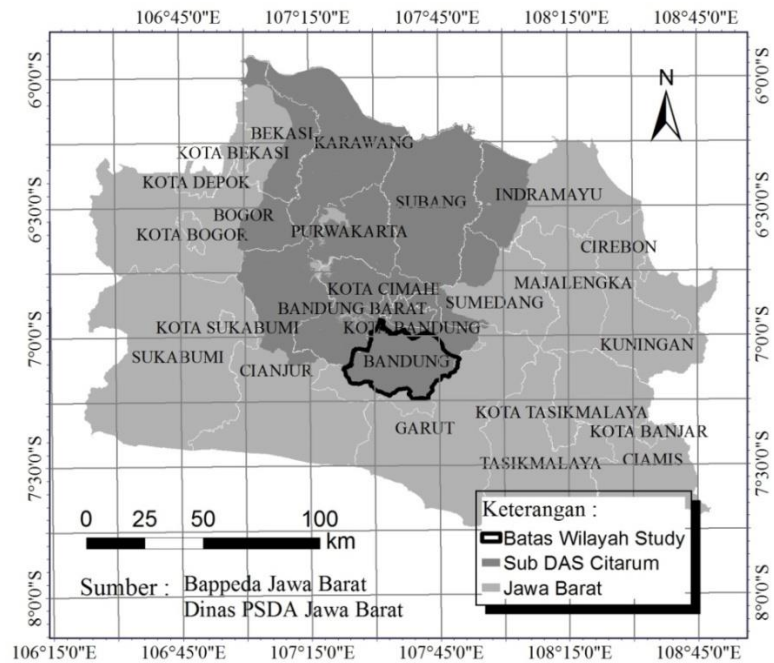 106°45'0"E 107°15'0"E 107°45'0"E 108°15'0"E 108°45'0"E
6°0'0"S
6°0'0"S
N
BEKASI
KARAWANG
KOTA BEKASI
KOTA DEPOK
INDRAMAYU
SUBANG
6°30'0"S
6°30'0"S
BOGOR
PURWAKARTA
KOTA BOGOR
CIREBON
MAJALENGKA
KOTA CIMAHI
SUMEDANG
BANDUNG BARAT
KOTA SUKABUMI
KOTA BANDUNG
7°0'0"S
7°0'0"S
KUNINGAN
SUKABUMI
BANDUNG
CIANJUR
KOTA TASIKMALAYA
GARUT
KOTA BANJAR
7°30'0"S
7°30'0"S
TASIKMALAYA
CIAMIS
Keterangan :
Batas Wilayah Study
Sub DAS Citarum
Jawa Barat
0 25 50 100
km
Sumber : Bappeda Jawa Barat
Dinas PSDA Jawa Barat
8°0'0"S
8°0'0"S
106°15'0"E 106°45'0"E 107°15'0"E 107°45'0"E 108°15'0"E 108°45'0"E